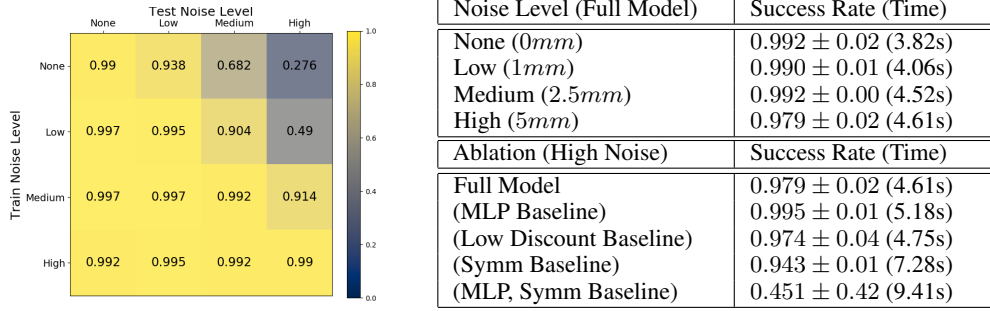 Test Noise Level
None Low Medium High
1.0
None 0.99 0.938 0.682 0.276
0.8
Low 0.997 0.995 0.904 0.49
0.6
Train Noise Level
0.4
Medium 0.997 0.997 0.992 0.914
0.2
High 0.992 0.995 0.992 0.99
0.0
Noise Level (Full Model) Success Rate (Time)
None (0mm) 0.992 ± 0.02 (3.82s)
Low (1mm) 0.990 ± 0.01 (4.06s)
Medium (2.5mm) 0.992 ± 0.00 (4.52s)
High (5mm) 0.979 ± 0.02 (4.61s)
Ablation (High Noise) Success Rate (Time)
Full Model 0.979 ± 0.02 (4.61s)
(MLP Baseline) 0.995 ± 0.01 (5.18s)
(Low Discount Baseline) 0.974 ± 0.04 (4.75s)
(Symm Baseline) 0.943 ± 0.01 (7.28s)
(MLP, Symm Baseline) 0.451 ± 0.42 (9.41s)